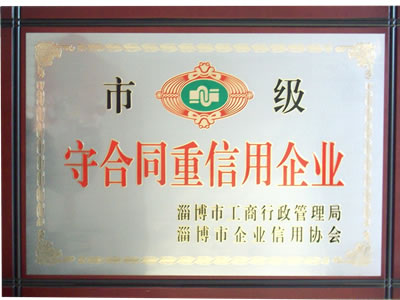 市级
守合同重信用企业
淄博市工商行政管理局
淄博市企业信用协会